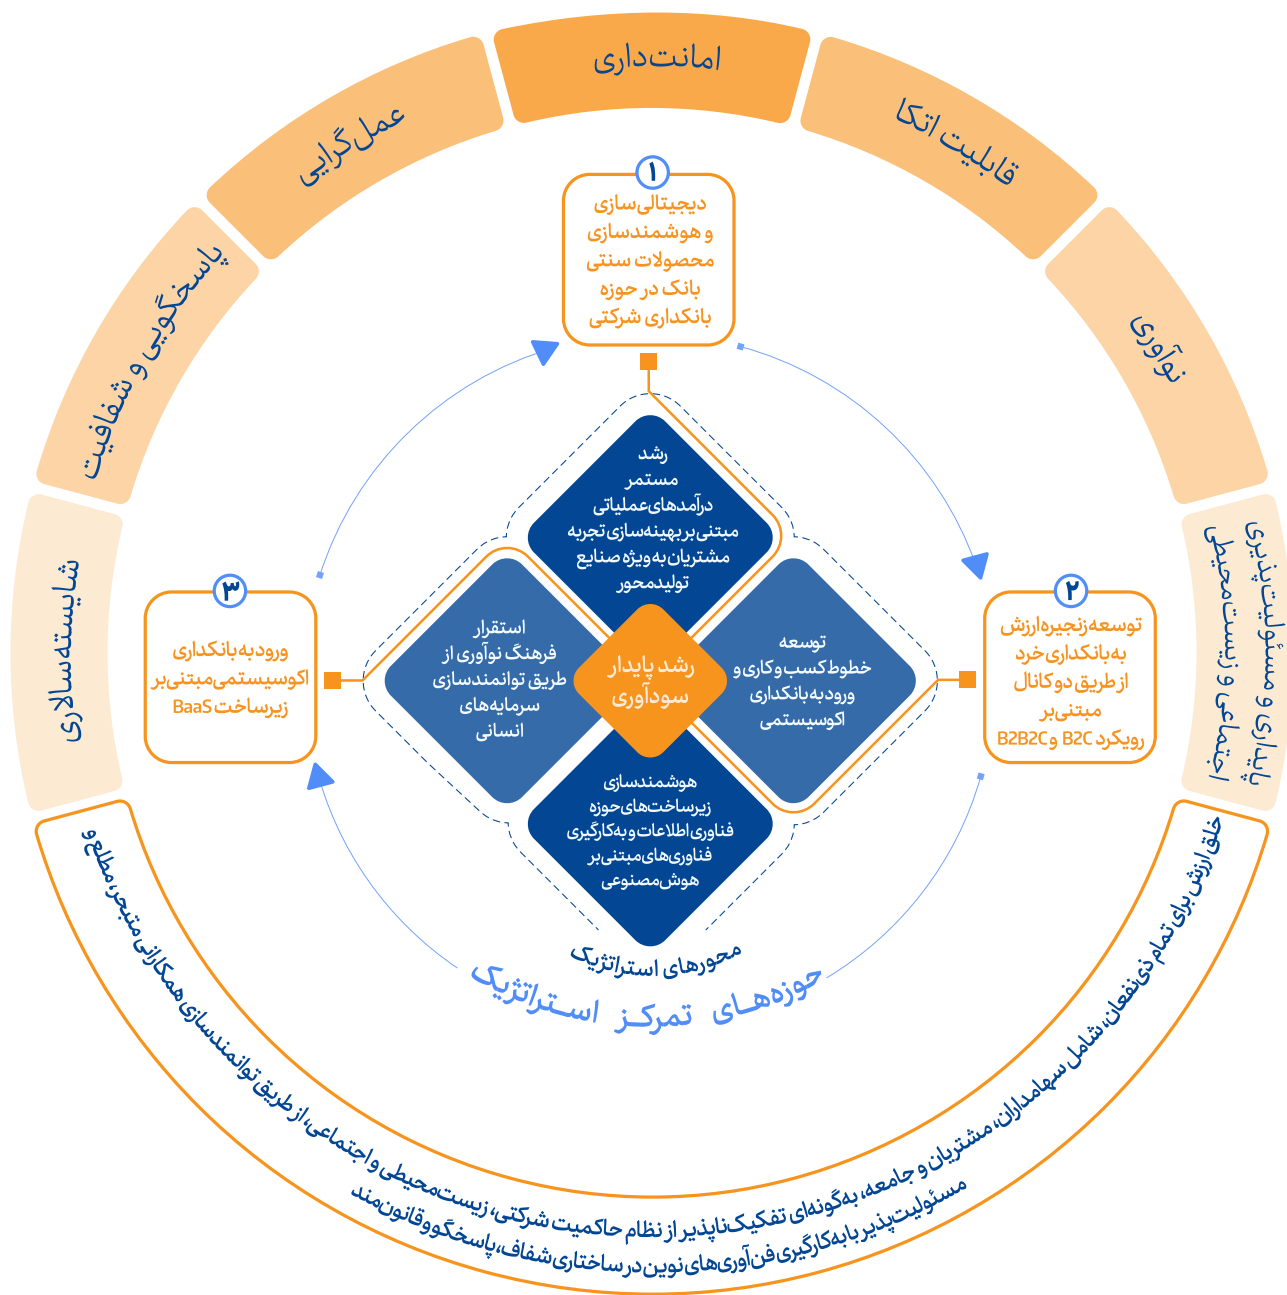 امانت‌داری
قابلیت اتکا
نوآوری
پایداری و مسئولیت‌پذیری
اجتماعی و زیست‌محیطی
عمل‌گرایی
پاسخگویی و شفافیت
شایسته‌سالاری
۱
دیجیتالی‌سازی
و هوشمندسازی
محصولات سنتی
بانک در حوزه
بانکداری شرکتی
۲
توسعه زنجیره ارزش
به بانکداری خرد
از طریق دو کانال
مبتنی‌بر
رویکرد B2C و B2B2C
۳
ورود به بانکداری
اکوسیستمی مبتنی‌بر
زیرساخت BaaS
رشد
مستمر
درآمدهای عملیاتی
مبتنی بر بهینه‌سازی تجربه
مشتریان به ویژه صنایع
تولیدمحور
توسعه
خطوط کسب و کاری و
ورود به بانکداری
اکوسیستمی
رشد پایدار
سودآوری
استقرار
فرهنگ نوآوری از
طریق توانمندسازی
سرمایه‌های
انسانی
هوشمندسازی
زیرساخت‌های حوزه
فناوری اطلاعات و به‌کارگیری
فناوری‌های مبتنی بر
هوش مصنوعی
محورهای استراتژیک
حوزه‌های تمرکز استراتژیک
خلق ارزش برای تمام ذی‌نفعان، شامل سهامداران، مشتریان و جامعه، به‌گونه‌ای تفکیک‌ناپذیر از نظام حاکمیت شرکتی، زیست‌محیطی و اجتماعی، از طریق توانمندسازی همکارانی متبحر، مطلع و
مسئولیت‌پذیر با به‌کارگیری فن‌آوری‌های نوین در ساختاری شفاف، پاسخگو و قانون‌مند